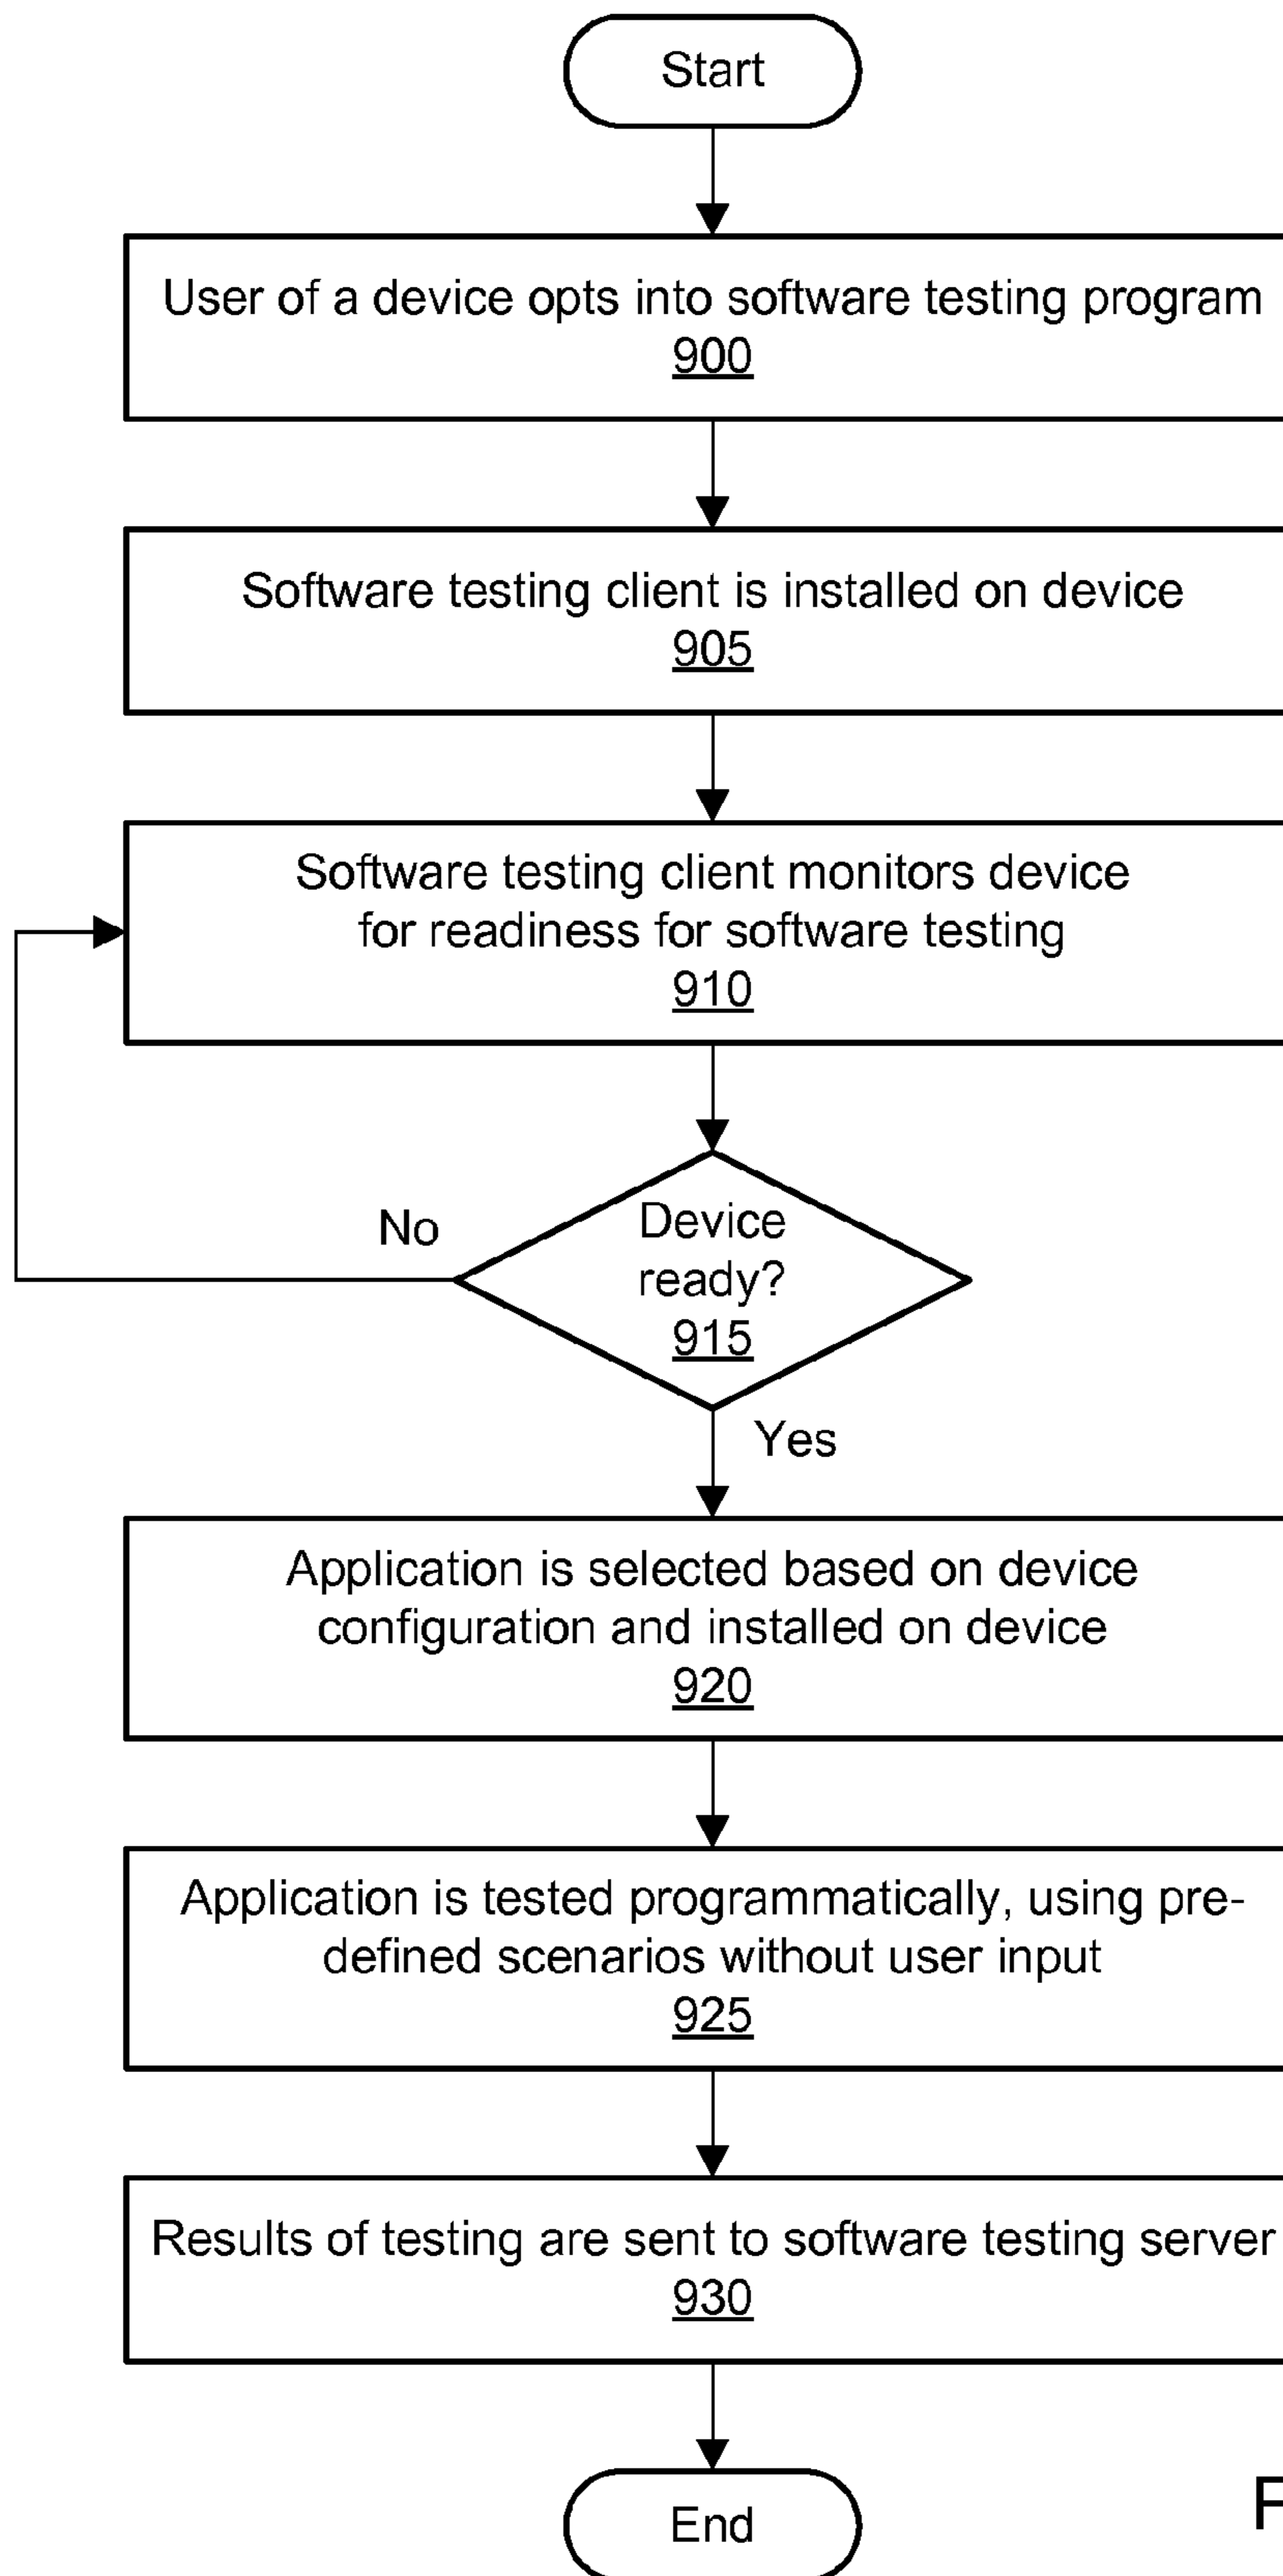 Start
User of a device opts into software testing program
900
Software testing client is installed on device
905
Software testing client monitors device
for readiness for software testing
910
No
Device
ready?
915
Yes
Application is selected based on device
configuration and installed on device
920
Application is tested programmatically, using pre-
defined scenarios without user input
925
Results of testing are sent to software testing server
930
End